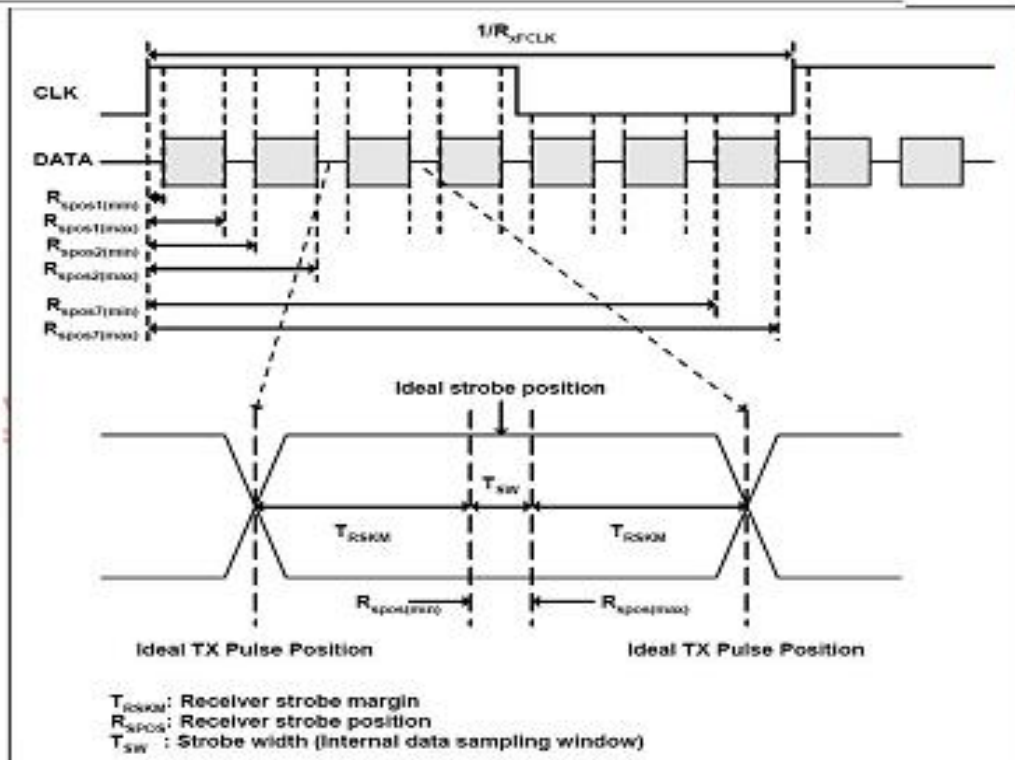 1/RxFCLK
CLK
DATA
Rspos1(min)
Rspos1(max)
Rspos2(min)
Rspos2(max)
Rspos7(min)
Rspos7(max)
Ideal strobe position
TSW
TRSKM TRSKM
Rspos(min) Rspos(max)
Ideal TX Pulse Position Ideal TX Pulse Position
TRSKM: Receiver strobe margin
RSPOS: Receiver strobe position
TSW : Strobe width (Internal data sampling window)